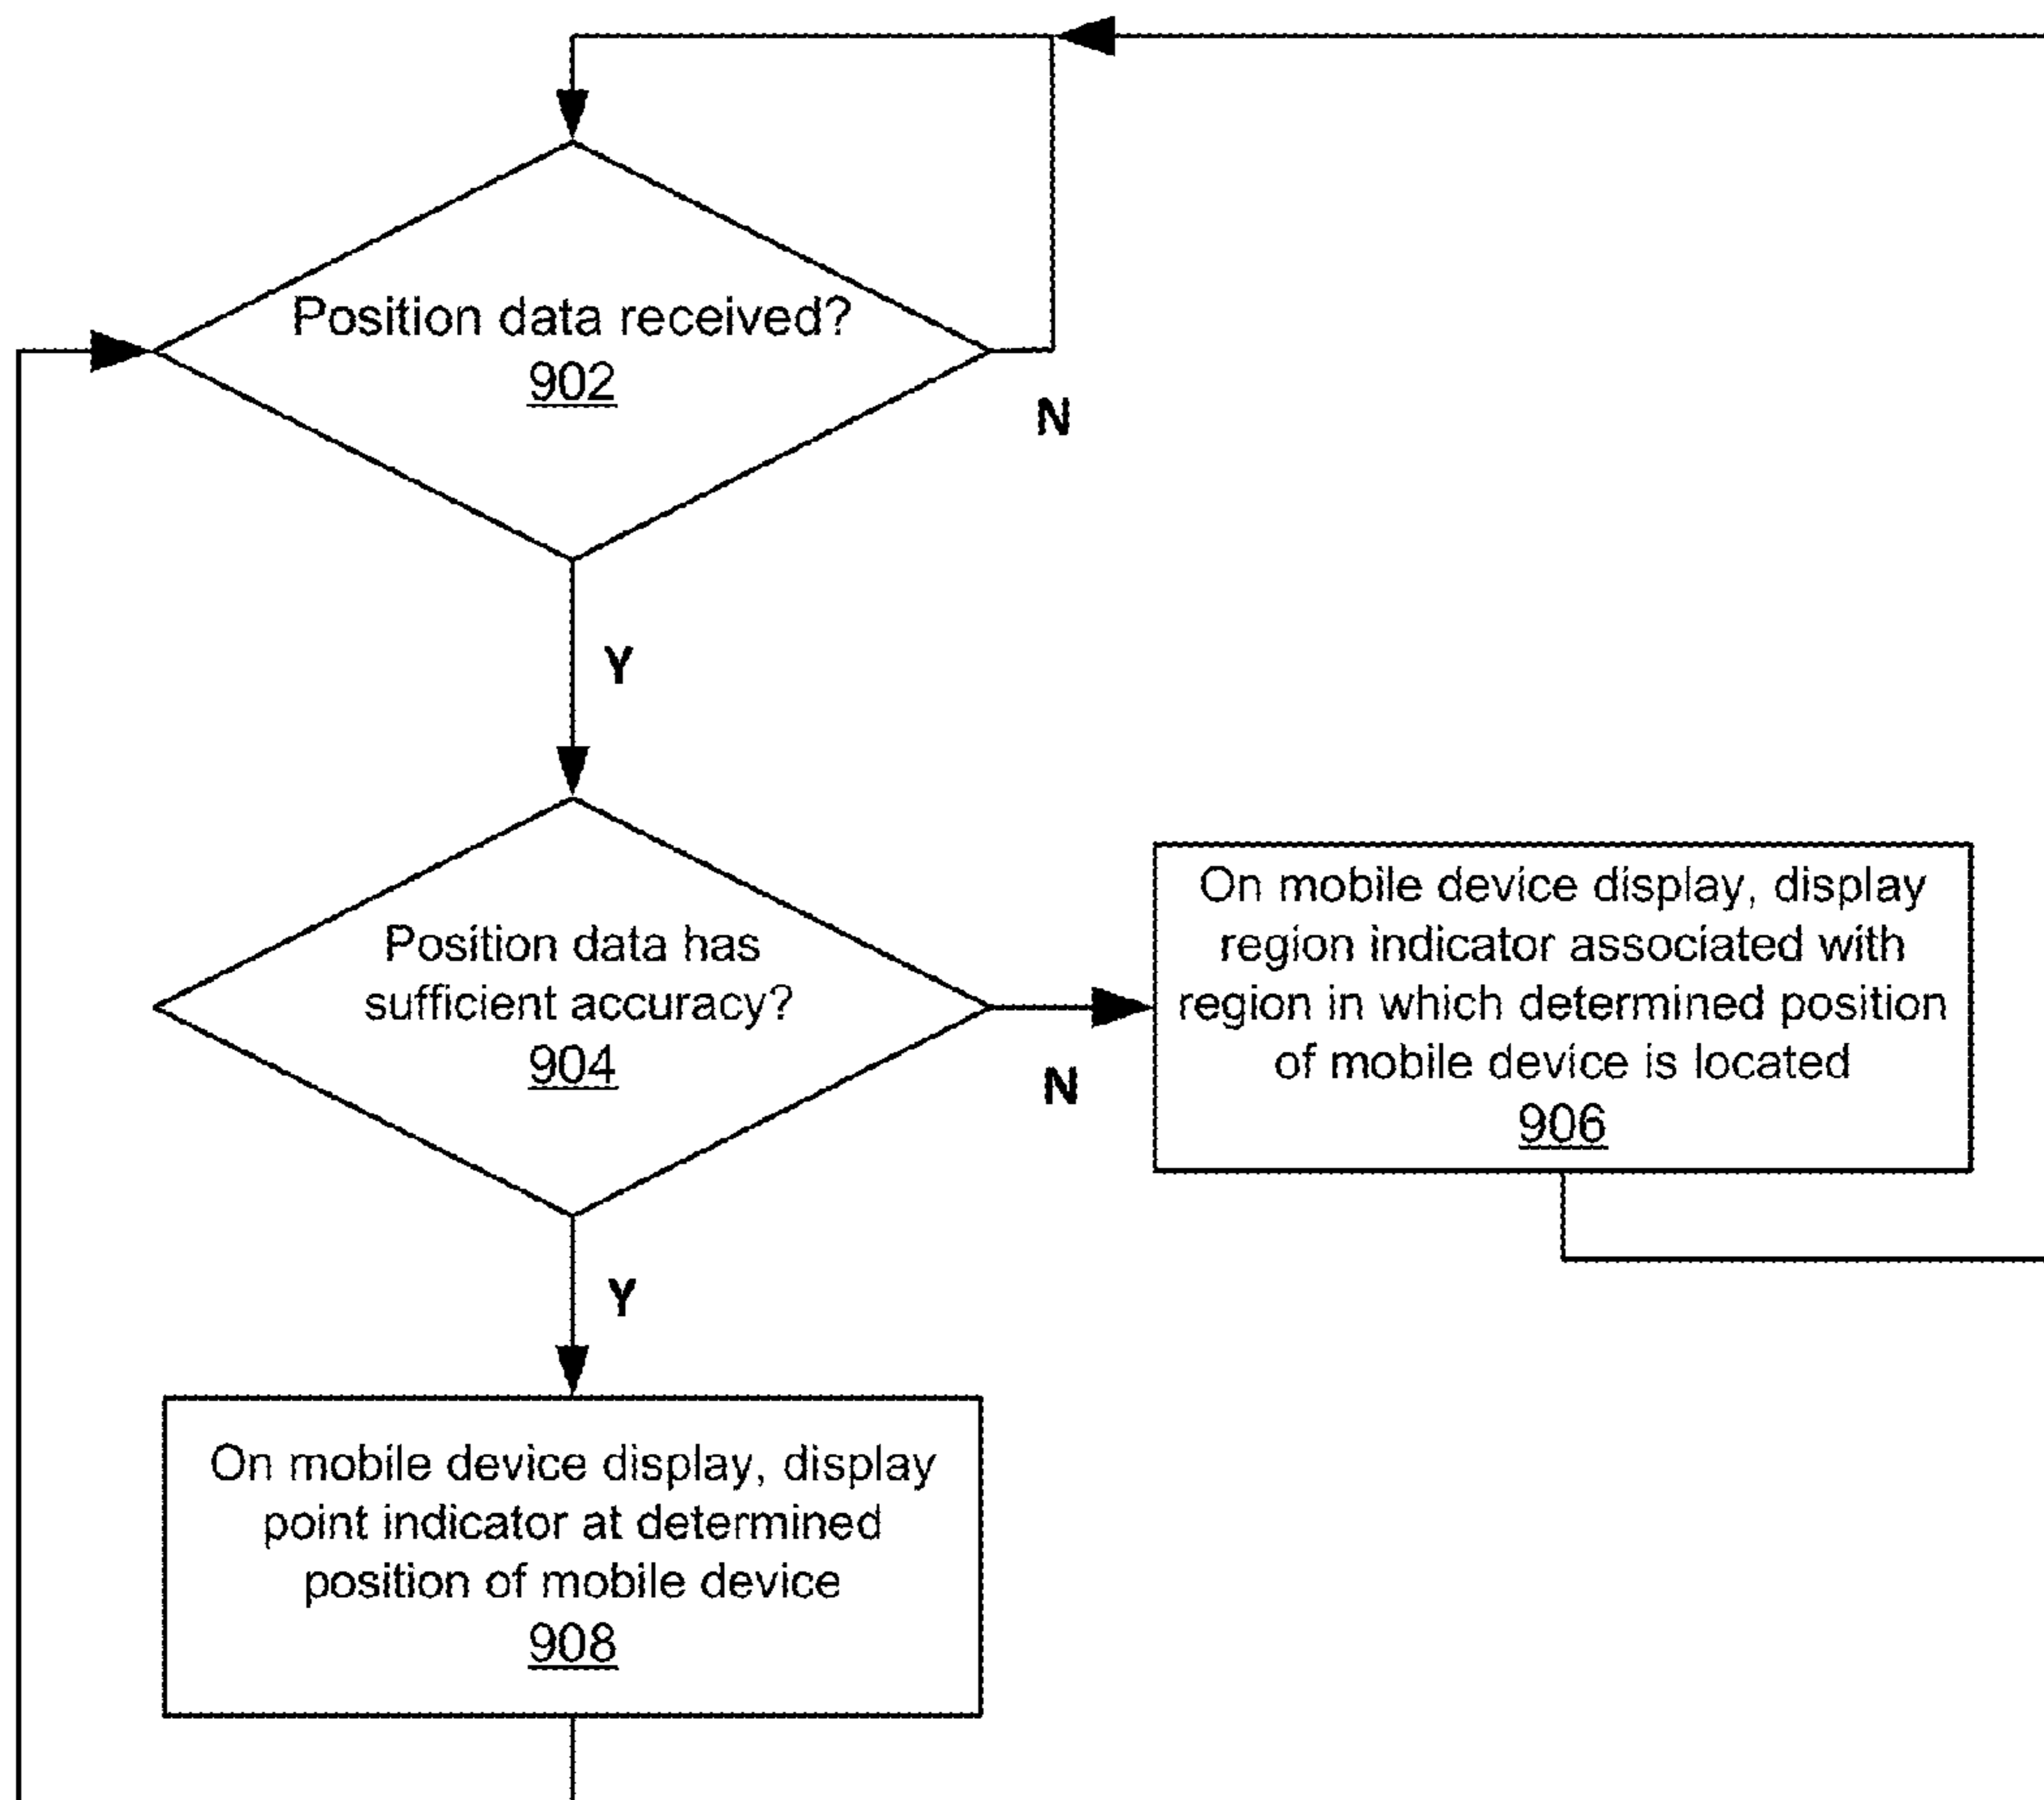 Position data received?
902
N
Y
Position data has
sufficient accuracy?
904
N
On mobile device display, display
region indicator associated with
region in which determined position
of mobile device is located
906
Y
On mobile device display, display
point indicator at determined
position of mobile device
908